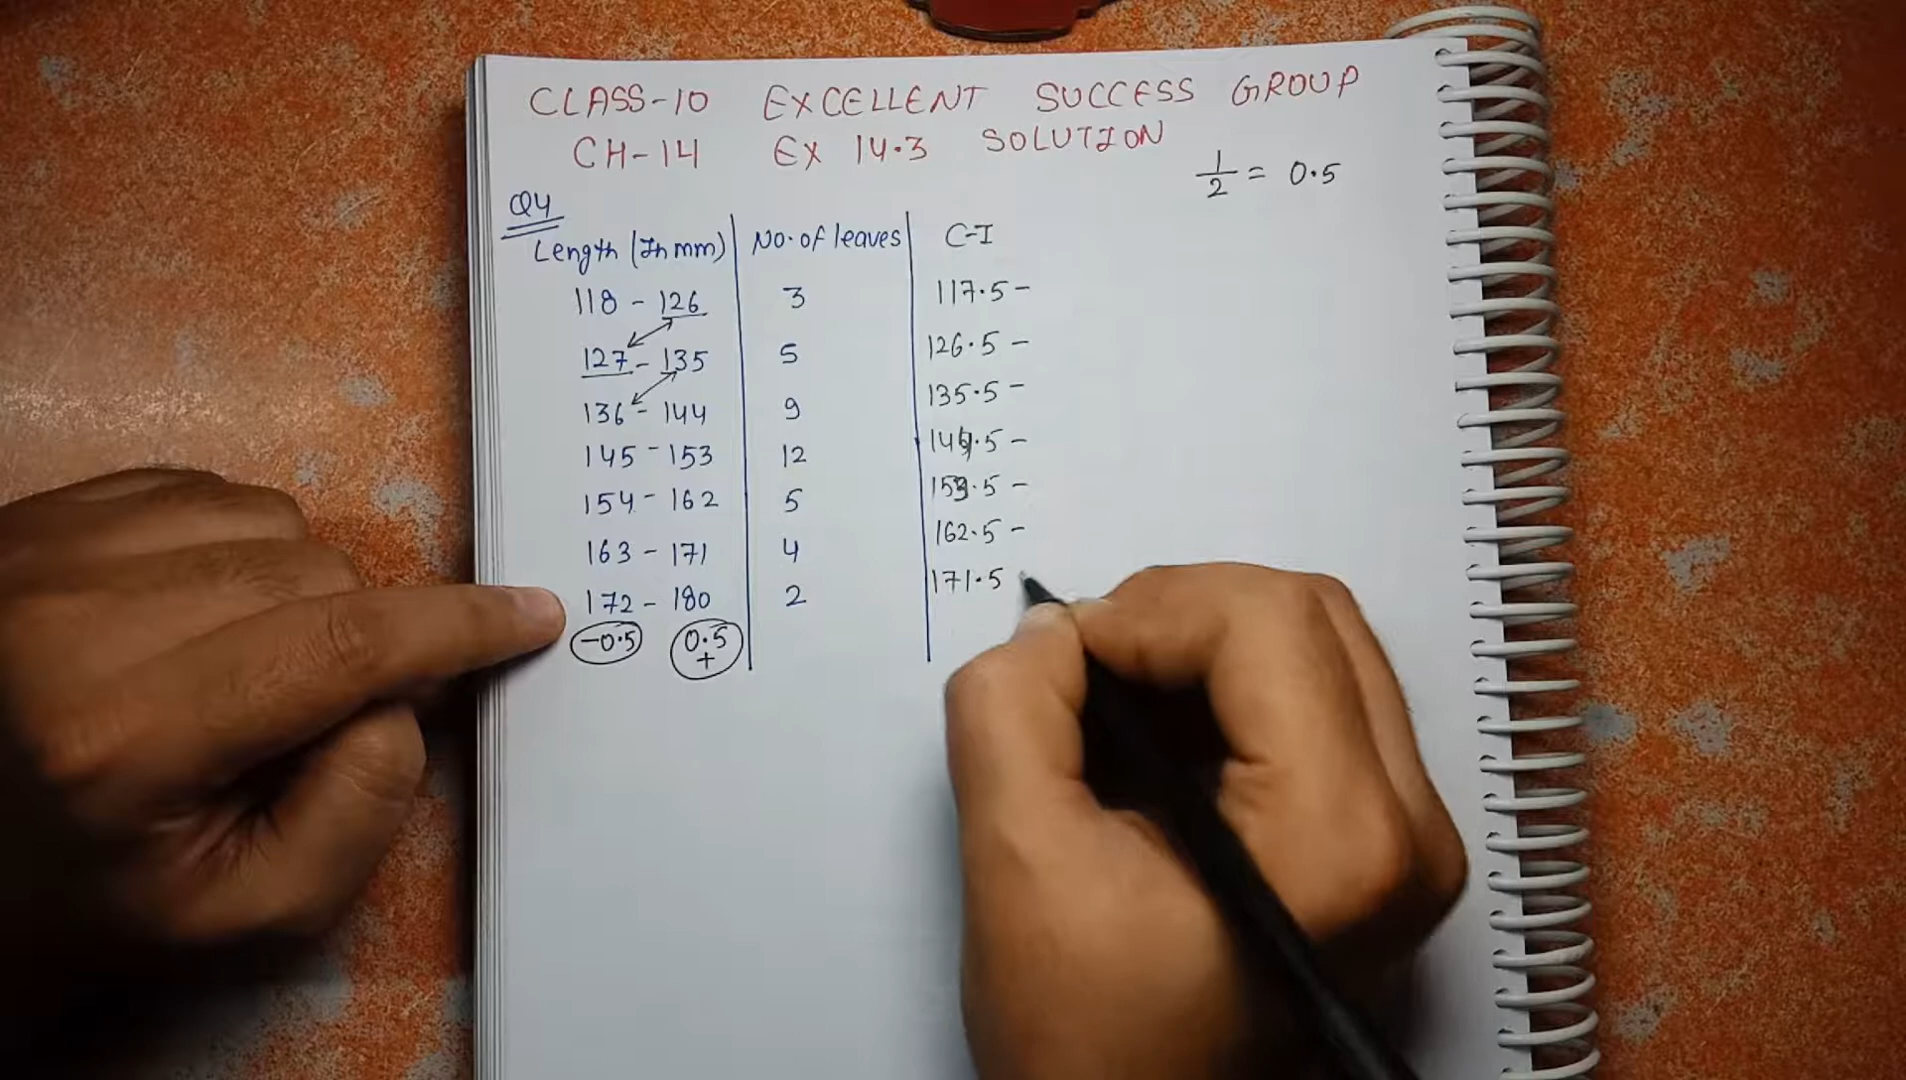 CLASS-10 EXCELLENT SUCCESS GROUP
CH-14 EX 14.3 SOLUTION
1/2 = 0.5
Q4
Length (In mm) No. of leaves C-I
118 - 126 3 117.5 -
127 - 135 5 126.5 -
136 - 144 9 135.5 -
145 - 153 12 144.5 -
154 - 162 5 153.5 -
163 - 171 4 162.5 -
172 - 180 2 171.5
-0.5 0.5
+